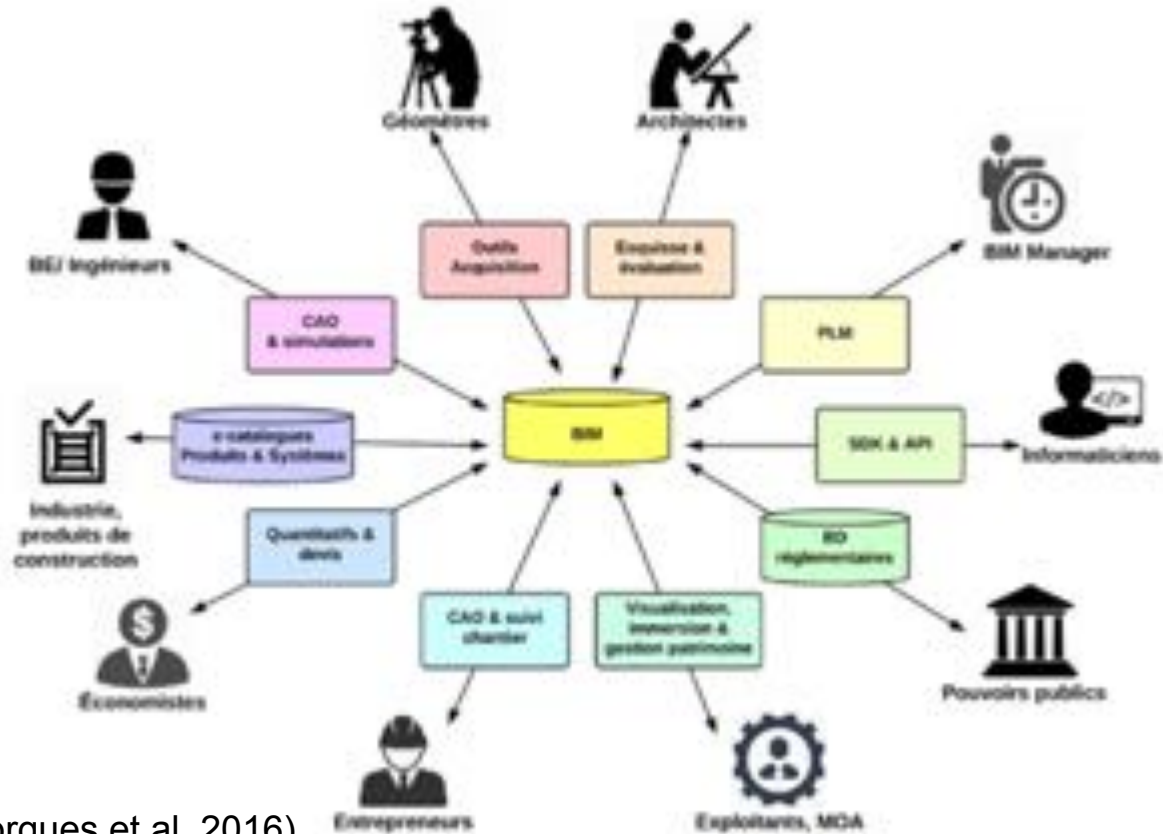 Géomètres
Architectes
BE/ Ingénieurs
BIM Manager
Outils
Acquisition
Esquisse &
évaluation
CAO
& simulations
PLM
e-catalogues
Produits & Systèmes
BIM
SDK & API
Informaticiens
Industrie,
produits de
construction
Quantitatifs &
devis
BD
réglementaires
CAO & suivi
chantier
Visualisation,
immersion &
gestion patrimoine
Économistes
Pouvoirs publics
Entrepreneurs
Exploitants, MOA
et al. 2016)